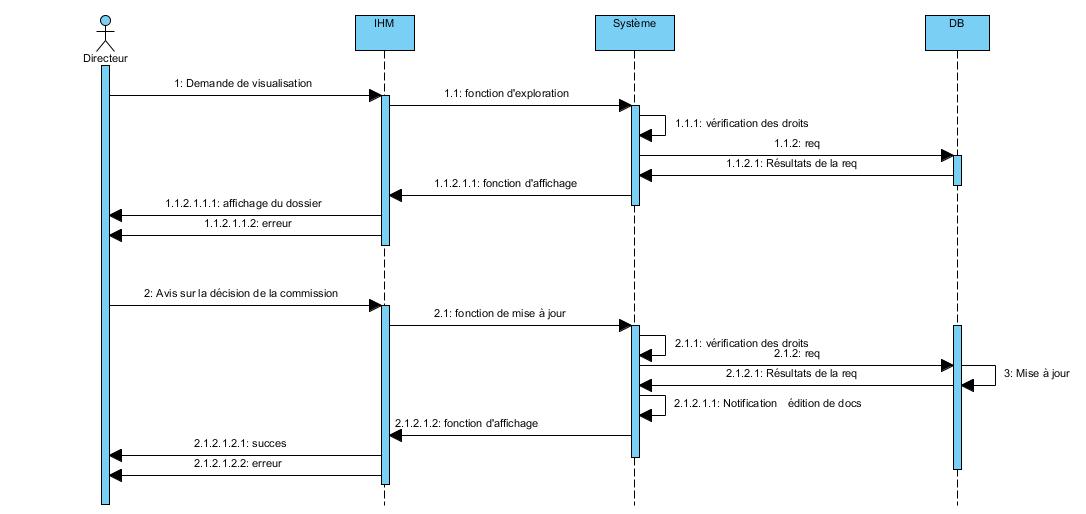 IHM
Système
DB
Directeur
1: Demande de visualisation
1.1: fonction d'exploration
1.1.1: vérification des droits
1.1.2: req
1.1.2.1: Résultats de la req
1.1.2.1.1: fonction d'affichage
1.1.2.1.1.1: affichage du dossier
1.1.2.1.1.2: erreur
2: Avis sur la décision de la commission
2.1: fonction de mise à jour
2.1.1: vérification des droits
2.1.2: req
2.1.2.1: Résultats de la req
3: Mise à jour
2.1.2.1.1: Notification édition de docs
2.1.2.1.2: fonction d'affichage
2.1.2.1.2.1: succes
2.1.2.1.2.2: erreur